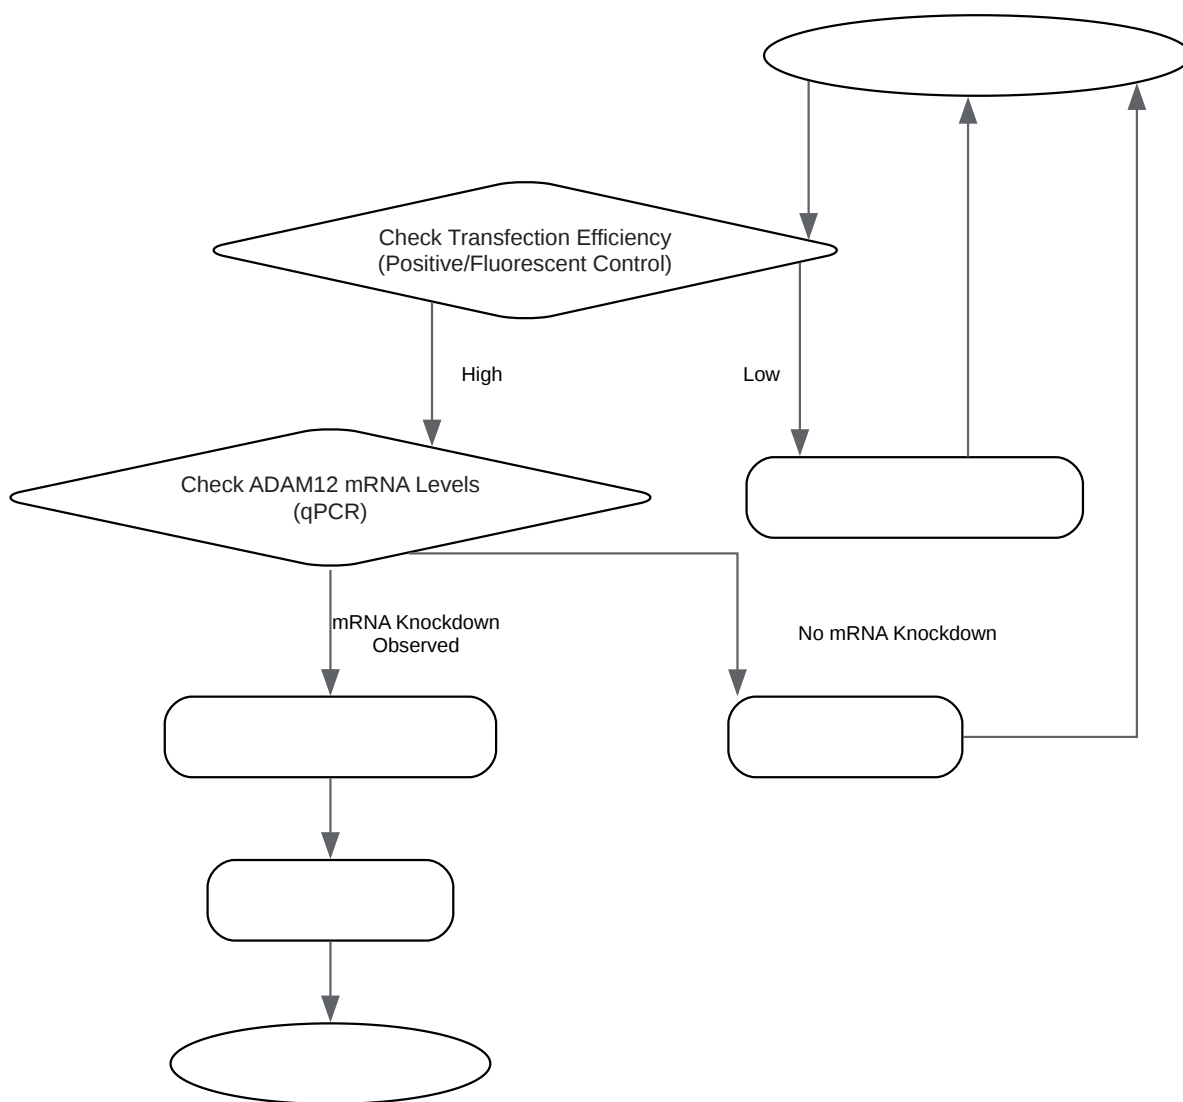 Check Transfection Efficiency
(Positive/Fluorescent Control)
High
Low
Check ADAM12 mRNA Levels
(qPCR)
mRNA Knockdown
Observed
No mRNA Knockdown